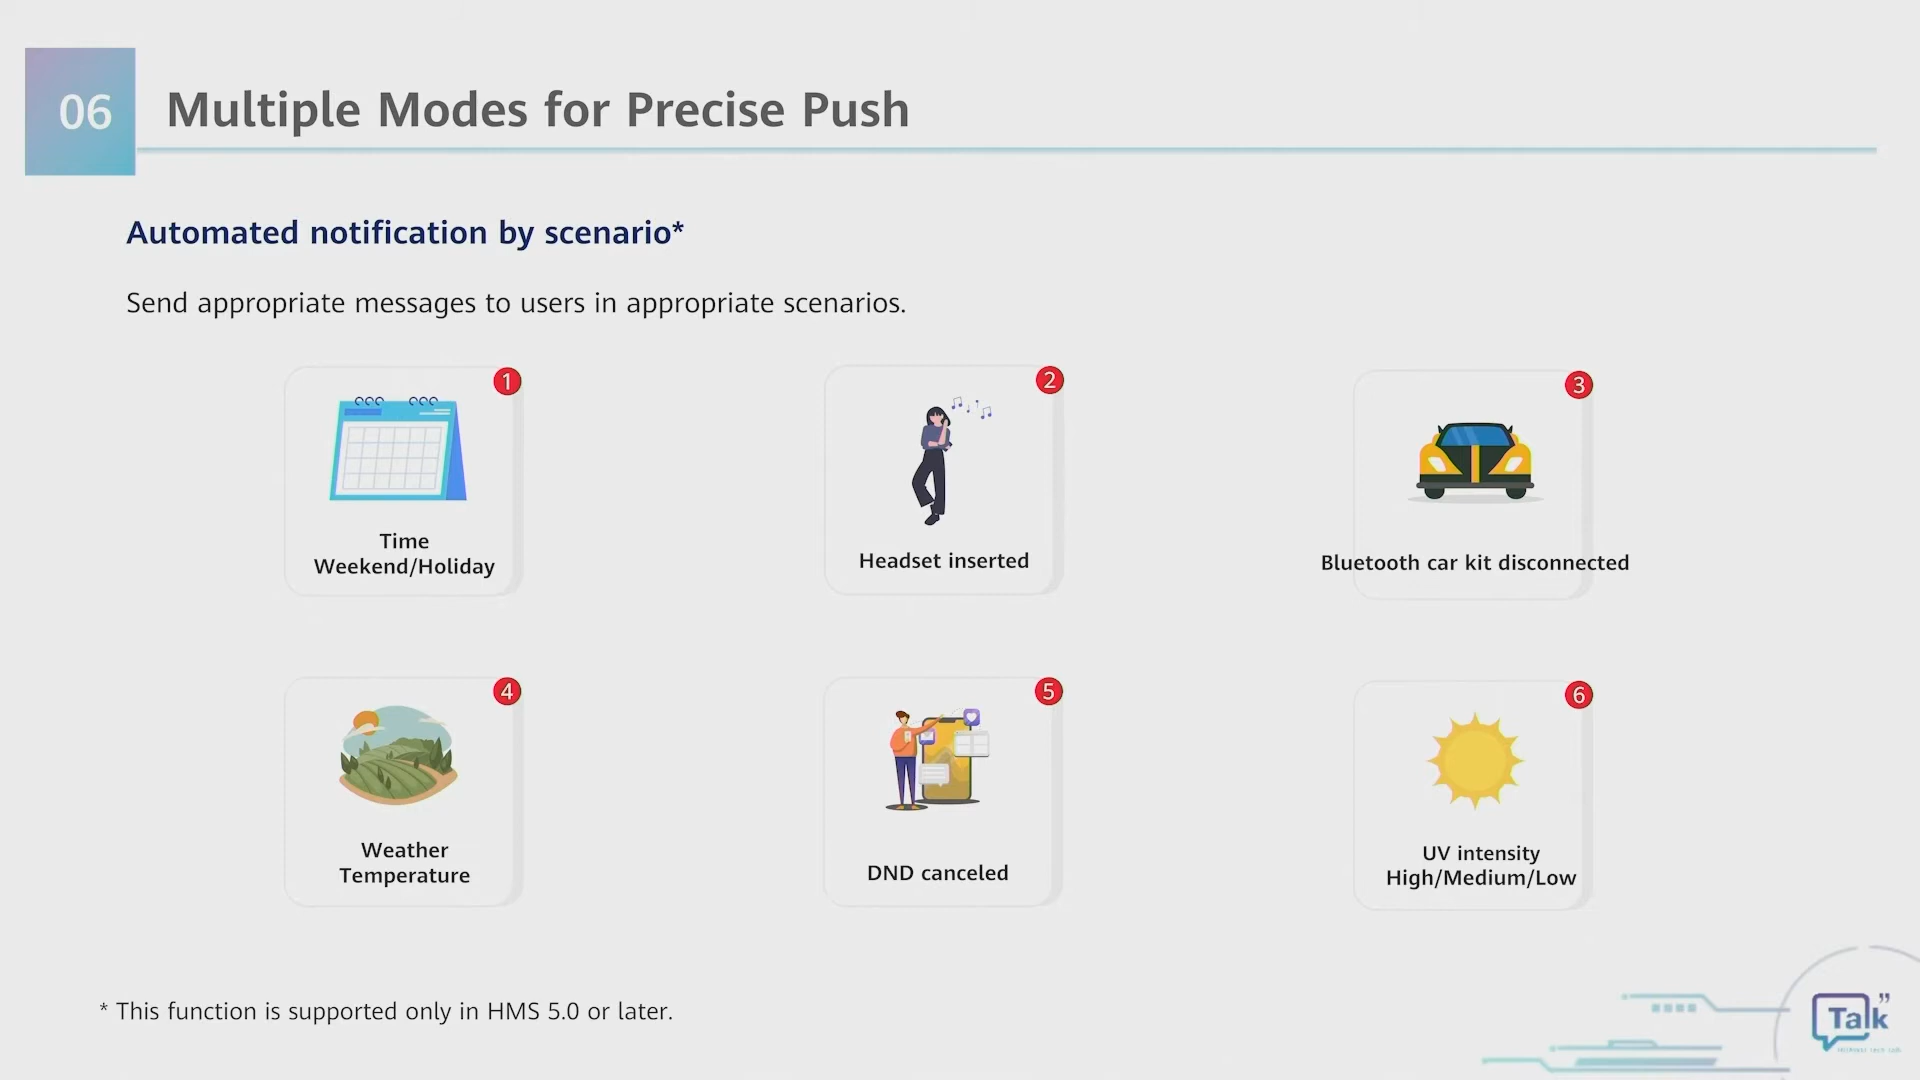 06
Multiple Modes for Precise Push
Automated notification by scenario*
Send appropriate messages to users in appropriate scenarios.
1
Time
Weekend/Holiday
2
Headset inserted
3
Bluetooth car kit disconnected
4
Weather
Temperature
5
DND canceled
6
UV intensity
High/Medium/Low
* This function is supported only in HMS 5.0 or later.
Talk”